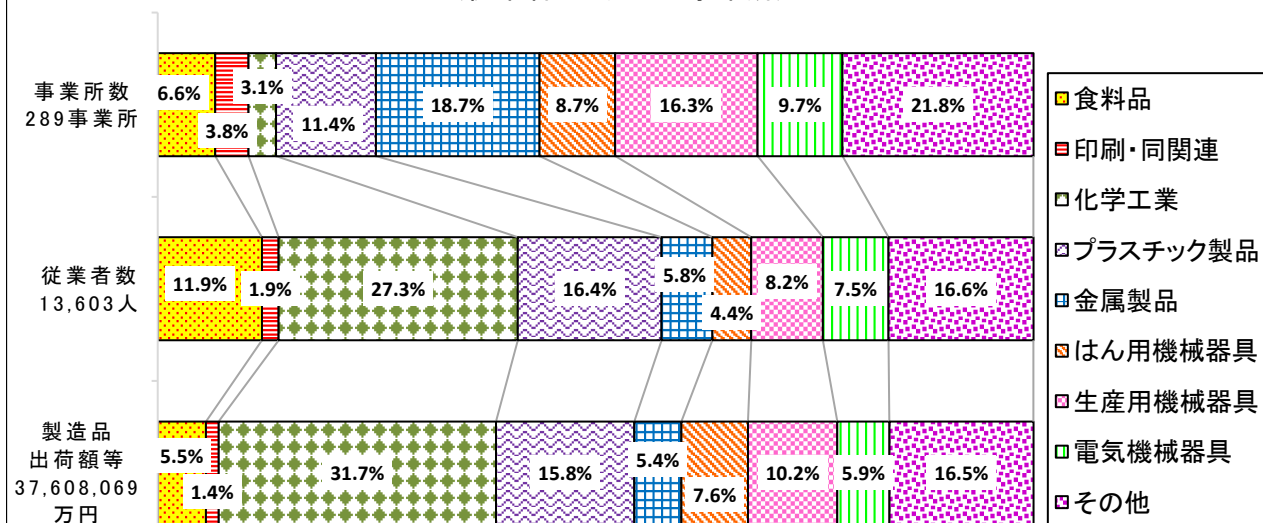 事業所数
289事業所
6.6%
3.8%
3.1%
11.4%
18.7%
8.7%
16.3%
9.7%
21.8%
従業者数
13,603人
11.9%
1.9%
27.3%
16.4%
5.8%
4.4%
8.2%
7.5%
16.6%
製造品
出荷額等
37,608,069
万円
5.5%
1.4%
31.7%
15.8%
5.4%
7.6%
10.2%
5.9%
16.5%
食料品
印刷・同関連
化学工業
プラスチック製品
金属製品
はん用機械器具
生産用機械器具
電気機械器具
その他